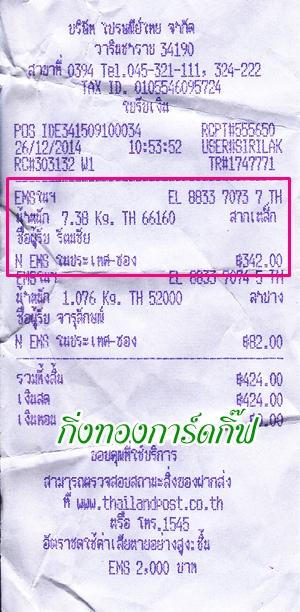 บริษัท ไปรษณีย์ไทย จำกัด
วารินชำราบ 34190
สาขาที่ 0394 Tel.045-321-111, 324-222
TAX ID. 0105546095724
ใบรับเงิน
POS IDE341509100034 RCPT#555650
26/12/2014 10:53:52 USER#SIRILAK
RC#303132 W1 TR#1747771
EMSในฯ EL 8833 7073 7 TH
น้ำหนัก 7.38 Kg. TH 66160 สากเหล็ก
ชื่อผู้รับ รัตมชัย
N EMS ในประเทศ-ซอง ฿342.00
EMSในฯ EL 8833 7074 5 TH
น้ำหนัก 1.076 Kg. TH 52000 ลำปาง
ชื่อผู้รับ จารุลักษณ์
N EMS ในประเทศ-ซอง ฿82.00
รวมทั้งสิ้น ฿424.00
เงินสด ฿424.00
เงินทอน 0.00
กิ่งทองการ์ดกิ๊ฟ
ขอบคุณที่ใช้บริการ
สามารถตรวจสอบสถานะสิ่งของฝากส่ง
ที่ www.thailandpost.co.th
หรือ โทร.1545
อัตราชดใช้ค่าเสียหายอย่างสูง:ชิ้น
EMS 2,000 บาท